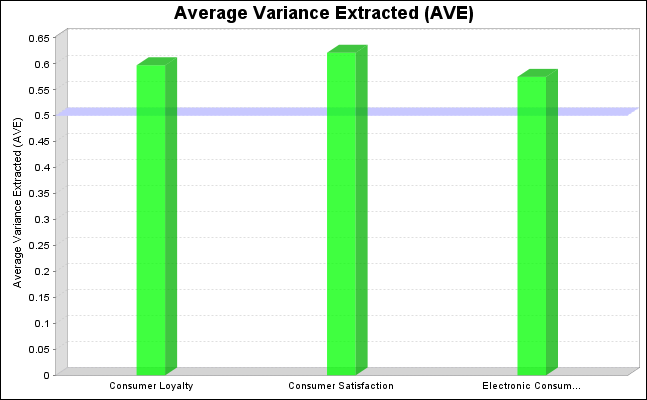 Average Variance Extracted (AVE)
Average Variance Extracted (AVE)
0.65
0.6
0.55
0.5
0.45
0.4
0.35
0.3
0.25
0.2
0.15
0.1
0.05
0
Consumer Loyalty
Consumer Satisfaction
Electronic Consum...